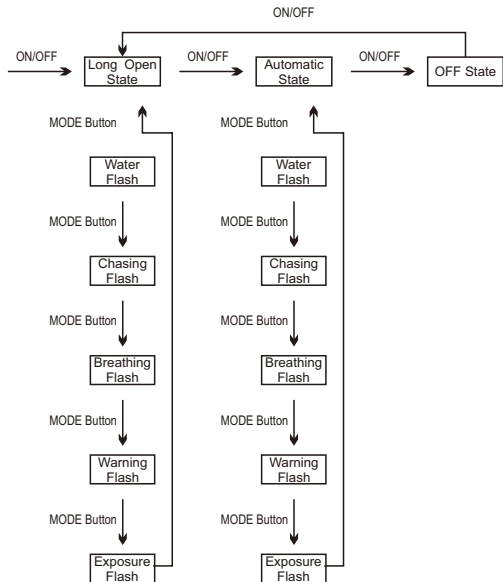 ON/OFF
ON/OFF
Long Open
State
ON/OFF
Automatic
State
ON/OFF
OFF State
MODE Button
MODE Button
Water
Flash
Water
Flash
MODE Button
MODE Button
Chasing
Flash
Chasing
Flash
MODE Button
MODE Button
Breathing
Flash
Breathing
Flash
MODE Button
MODE Button
Warning
Flash
Warning
Flash
MODE Button
MODE Button
Exposure
Flash
Exposure
Flash